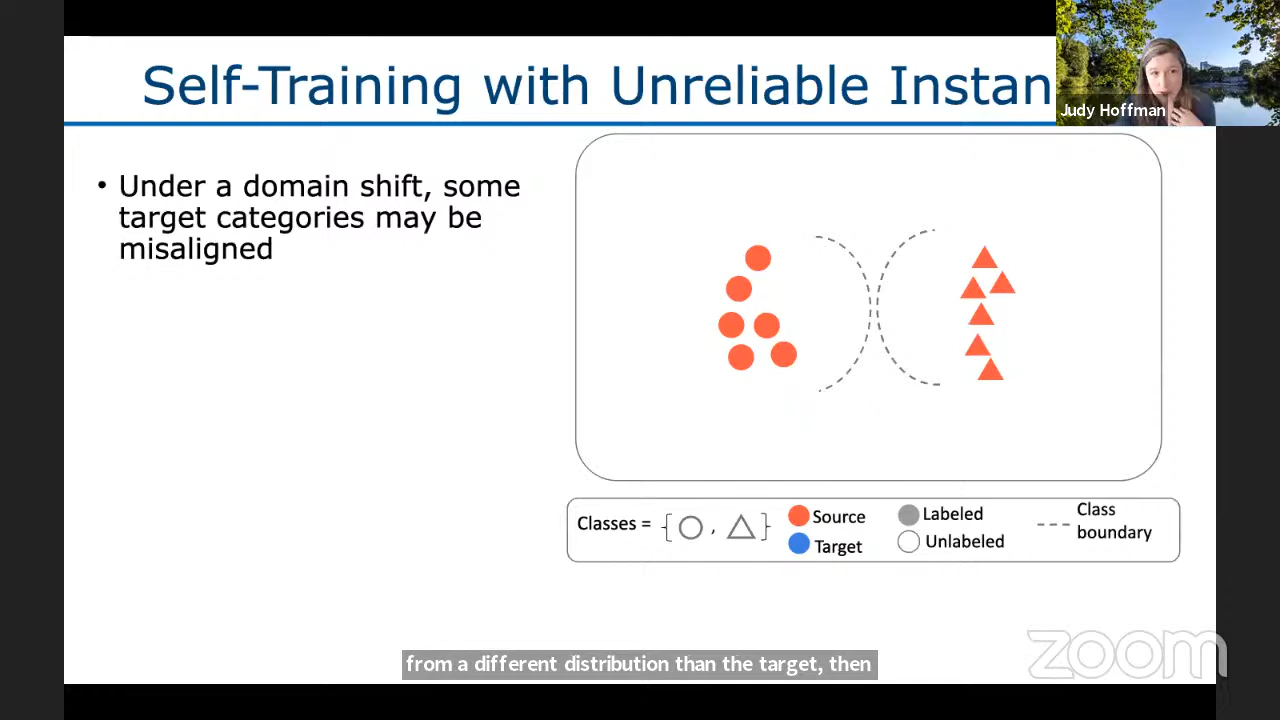 Self-Training with Unreliable Instan
Judy Hoffman
• Under a domain shift, some
target categories may be
misaligned
Classes = { , }
Source
Target
Labeled
Unlabeled
Class
boundary
from a different distribution than the target, then
zoom